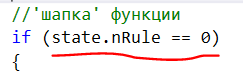 //'шапка' функции
if (state.nRule == 0)
{